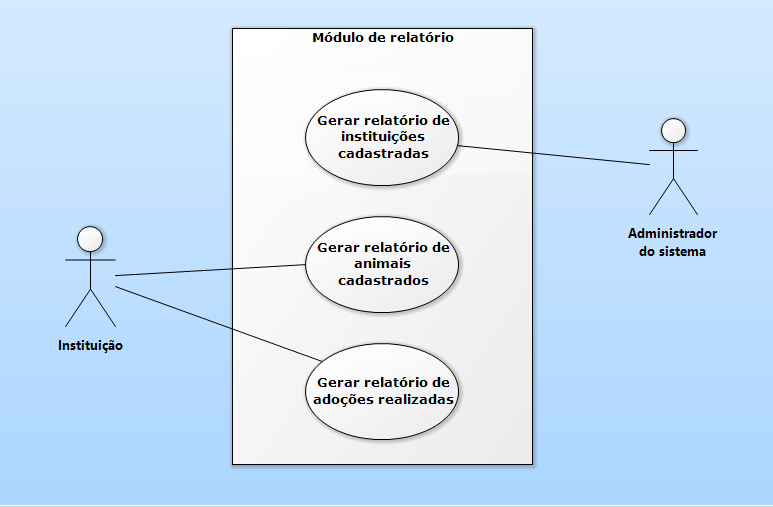 Módulo de relatório
Gerar relatório de
instituições
cadastradas
Administrador
do sistema
Gerar relatório de
animais
cadastrados
Instituição
Gerar relatório de
adoções realizadas